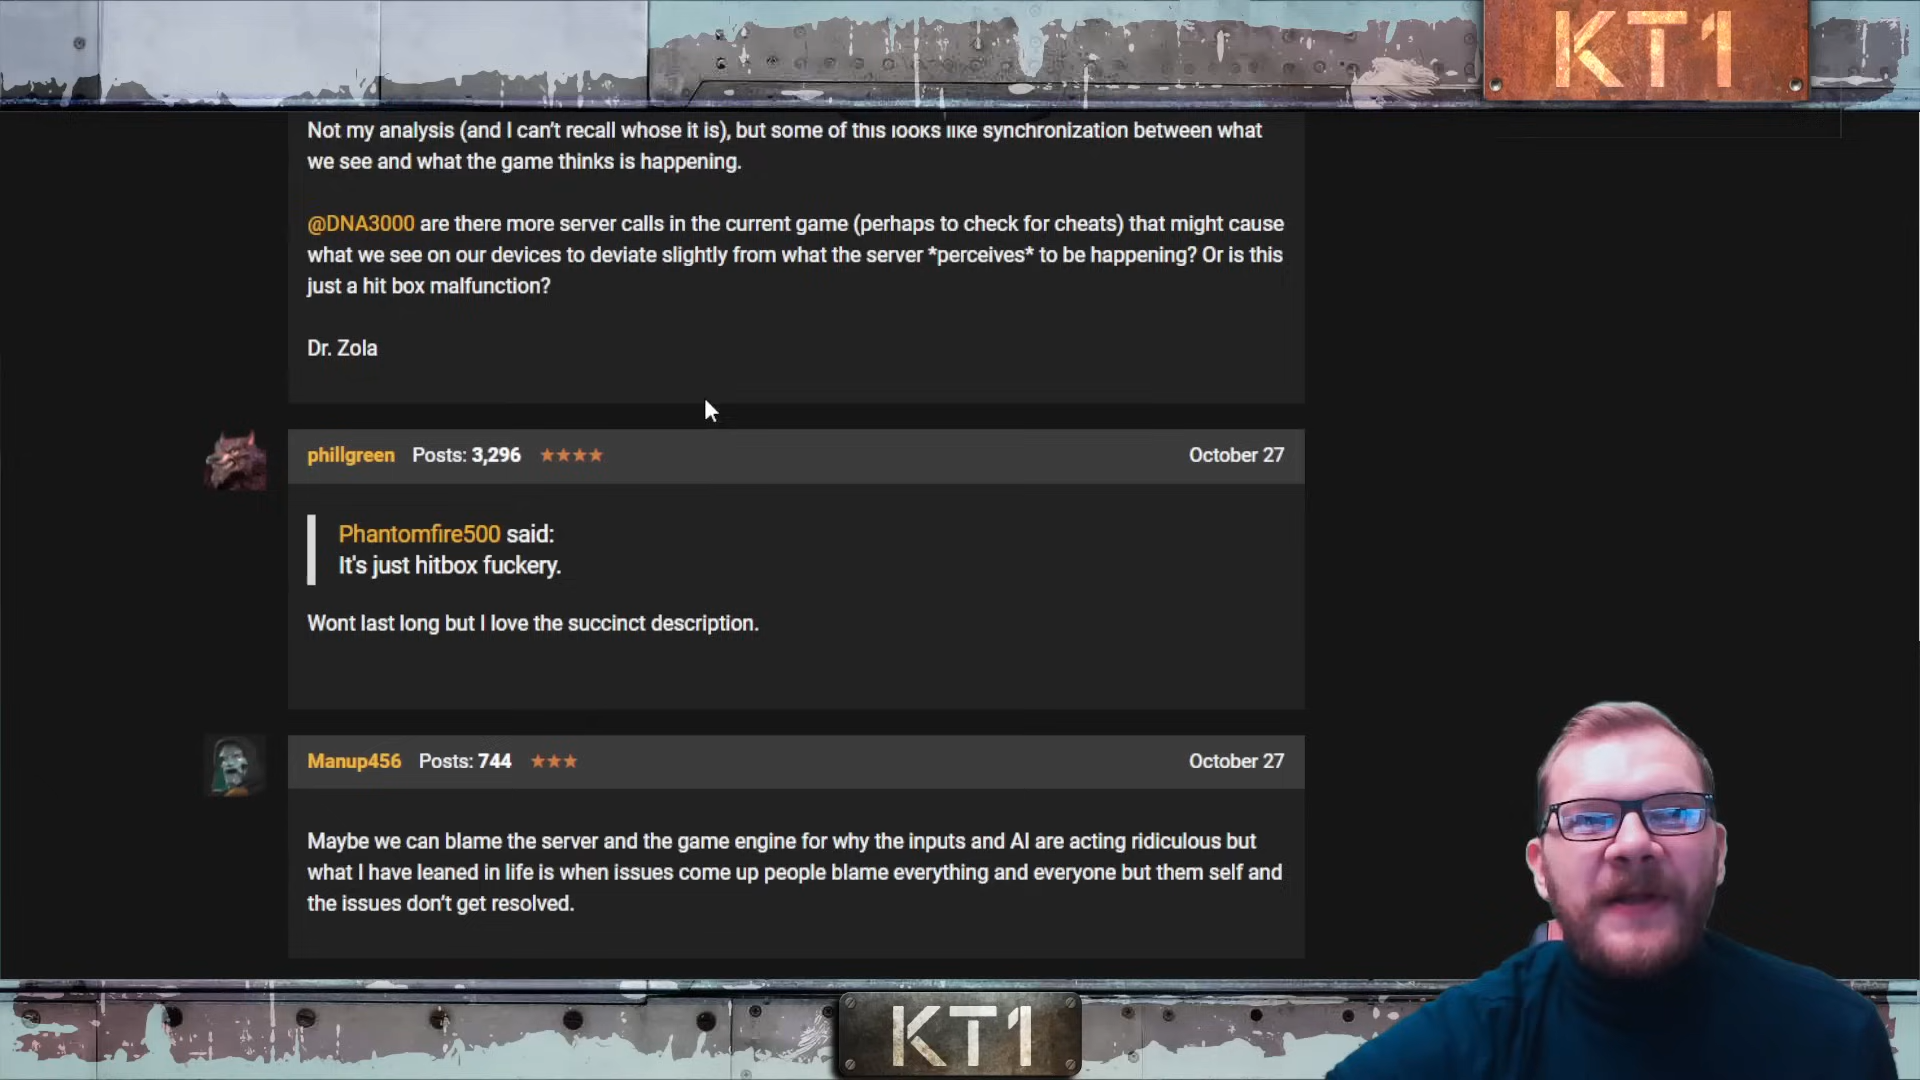 KT1
Not my analysis (and I can’t recall whose it is), but some of this looks like synchronization between what
we see and what the game thinks is happening.
@DNA3000 are there more server calls in the current game (perhaps to check for cheats) that might cause
what we see on our devices to deviate slightly from what the server *perceives* to be happening? Or is this
just a hit box malfunction?
Dr. Zola
phillgreen Posts: 3,296 ★★★★ October 27
Phantomfire500 said:
It's just hitbox fuckery.
Wont last long but I love the succinct description.
Manup456 Posts: 744 ★★★ October 27
Maybe we can blame the server and the game engine for why the inputs and AI are acting ridiculous but
what I have leaned in life is when issues come up people blame everything and everyone but them self and
the issues don’t get resolved.
KT1